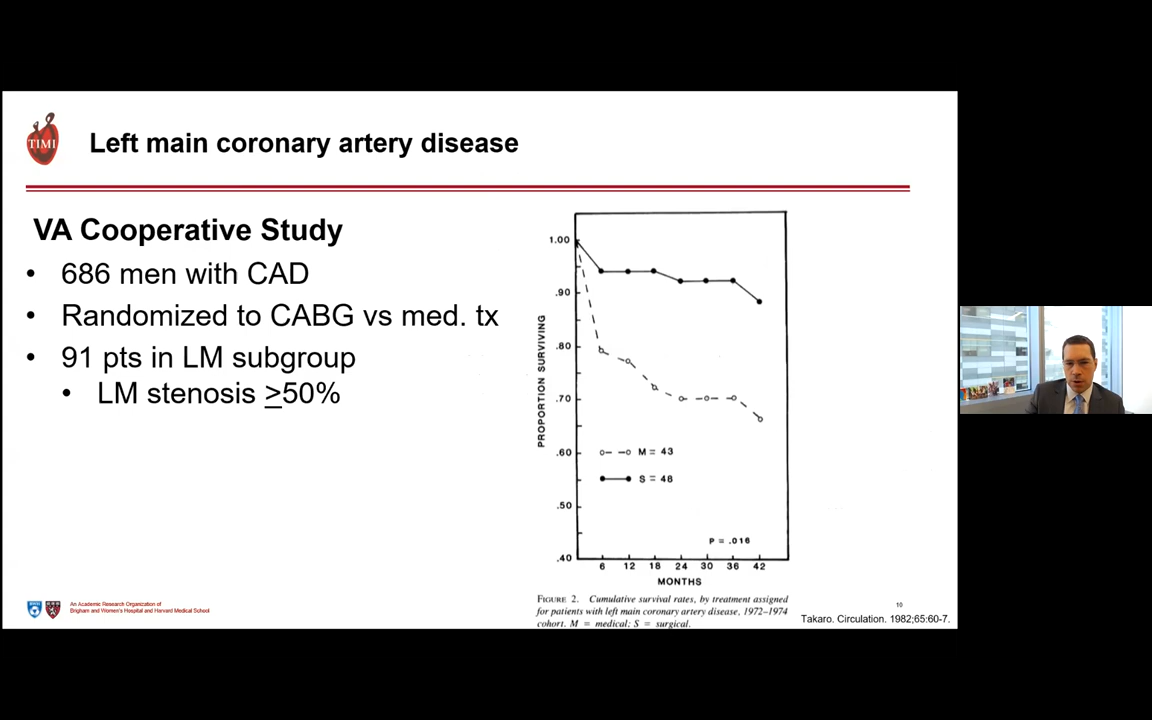 TIMI
Left main coronary artery disease
VA Cooperative Study
• 686 men with CAD
• Randomized to CABG vs med. tx
• 91 pts in LM subgroup
• LM stenosis >50%
PROPORTION SURVIVING
1.00
.90
.80
.70
.60
.50
.40
M = 43
S = 48
P = .016
6 12 18 24 30 36 42
MONTHS
FIGURE 2. Cumulative survival rates, by treatment assigned
for patients with left main coronary artery disease, 1972–1974
cohort. M = medical; S = surgical.
An Academic Research Organization of
Brigham and Women's Hospital and Harvard Medical School
10
Takaro. Circulation. 1982;65:60-7.